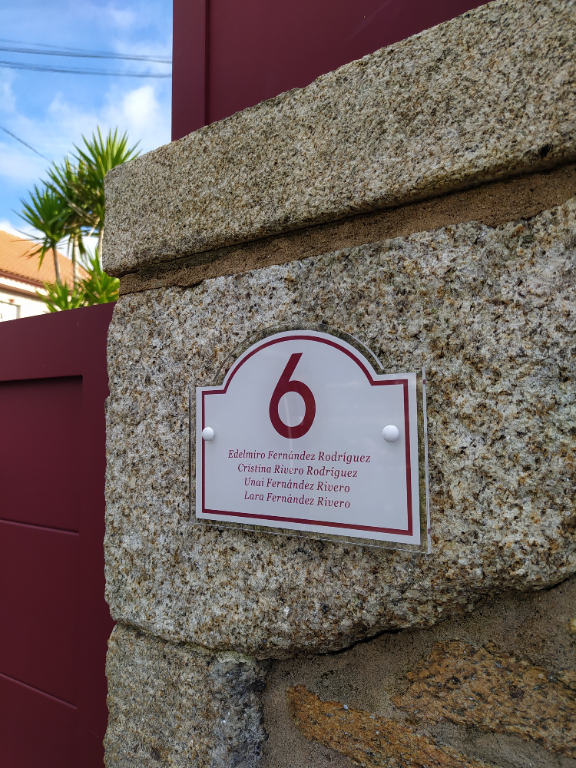 6
Edelmiro Fernández Rodríguez
Cristina Rivero Rodríguez
Unai Fernández Rivero
Lara Fernández Rivero